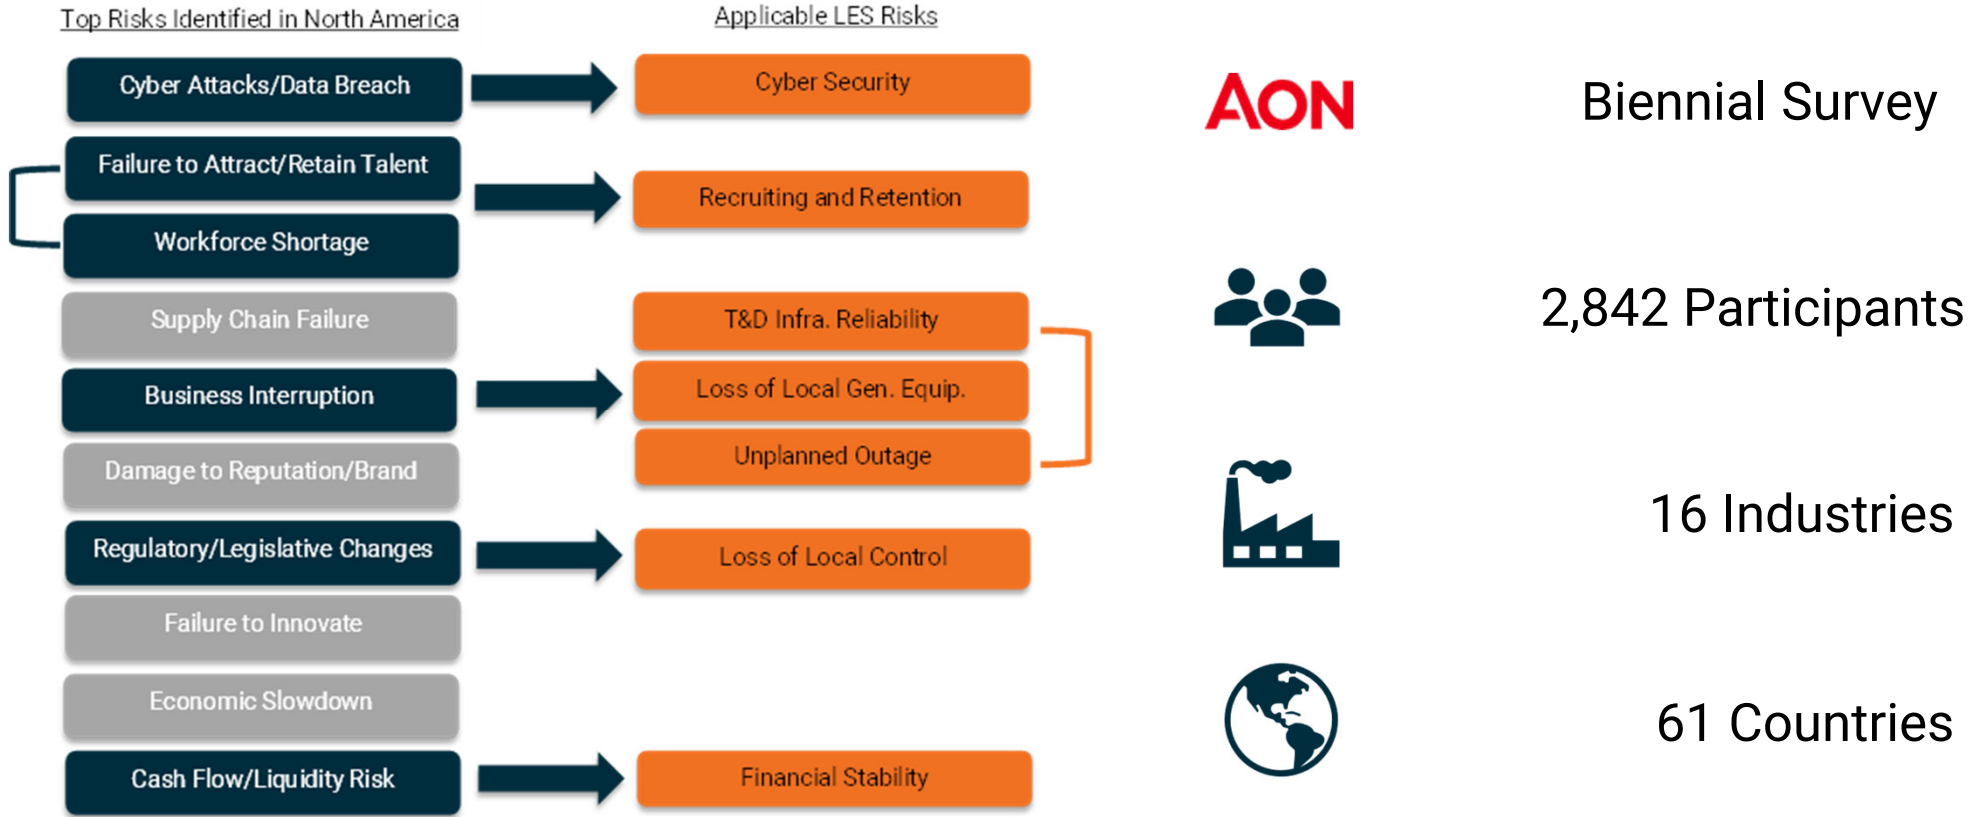 Top Risks Identified in North America
Cyber Attacks/Data Breach
Failure to Attract/Retain Talent
Workforce Shortage
Supply Chain Failure
Business Interruption
Damage to Reputation/Brand
Regulatory/Legislative Changes
Failure to Innovate
Economic Slowdown
Cash Flow/Liquidity Risk
Applicable LES Risks
Cyber Security
Recruiting and Retention
T&D Infra. Reliability
Loss of Local Gen. Equip.
Unplanned Outage
Loss of Local Control
Financial Stability
AON
Biennial Survey
2,842 Participants
16 Industries
61 Countries